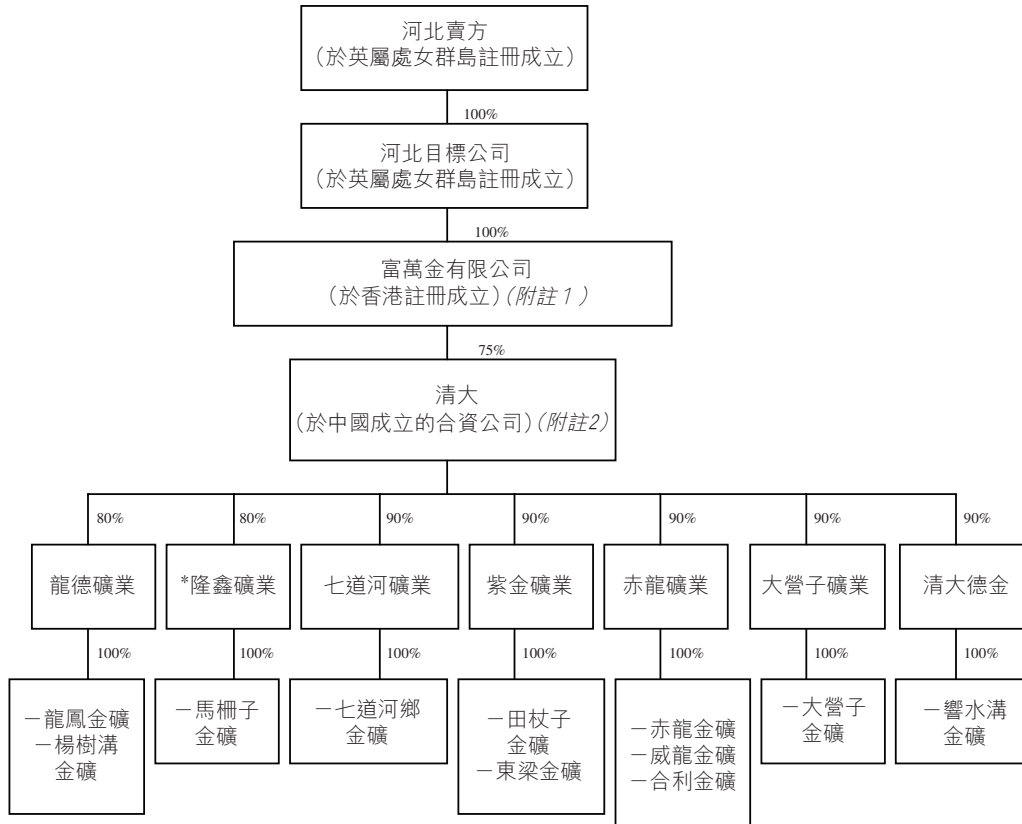 河北賣方
（於英屬處女群島註冊成立）
100%
河北目標公司
（於英屬處女群島註冊成立）
100%
富萬金有限公司
（於香港註冊成立）(附註1)
75%
清大
（於中國成立的合資公司）(附註2)
80%
80%
90%
90%
90%
90%
90%
龍德礦業
*隆鑫礦業
七道河礦業
紫金礦業
赤龍礦業
大營子礦業
清大德金
100%
100%
100%
100%
100%
100%
100%
－龍鳳金礦
－楊樹溝
金礦
－馬柵子
金礦
－七道河鄉
金礦
－田杖子
金礦
－東梁金礦
－赤龍金礦
－威龍金礦
－合利金礦
－大營子
金礦
－響水溝
金礦